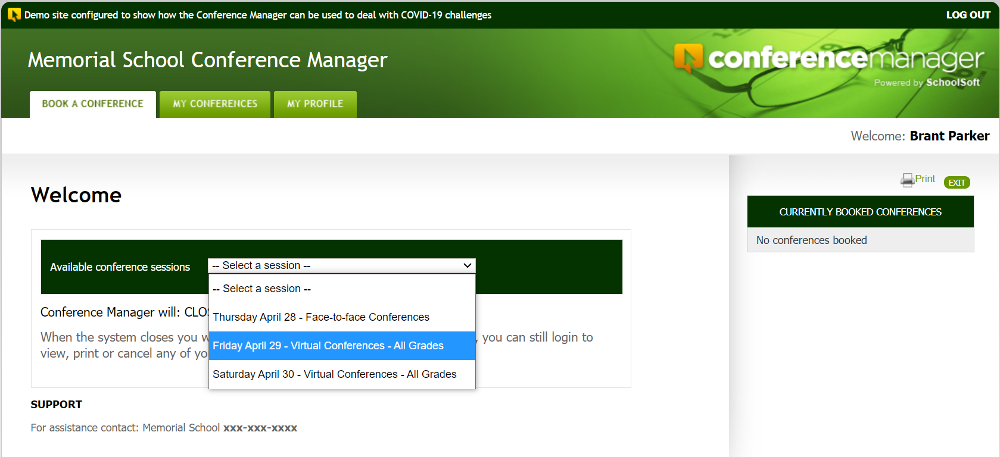 Demo site configured to show how the Conference Manager can be used to deal with COVID-19 challenges
LOG OUT
Memorial School Conference Manager
conferencemanager
Powered by SchoolSoft
BOOK A CONFERENCE
MY CONFERENCES
MY PROFILE
Welcome: Brant Parker
Print
EXIT
Welcome
CURRENTLY BOOKED CONFERENCES
No conferences booked
Available conference sessions
-- Select a session --
-- Select a session --
Thursday April 28 - Face-to-face Conferences
Friday April 29 - Virtual Conferences - All Grades
Saturday April 30 - Virtual Conferences - All Grades
Conference Manager will:
When the system closes you
, you can still login to
view, print or cancel any of
SUPPORT
For assistance contact: Memorial School xxx-xxx-xxxx